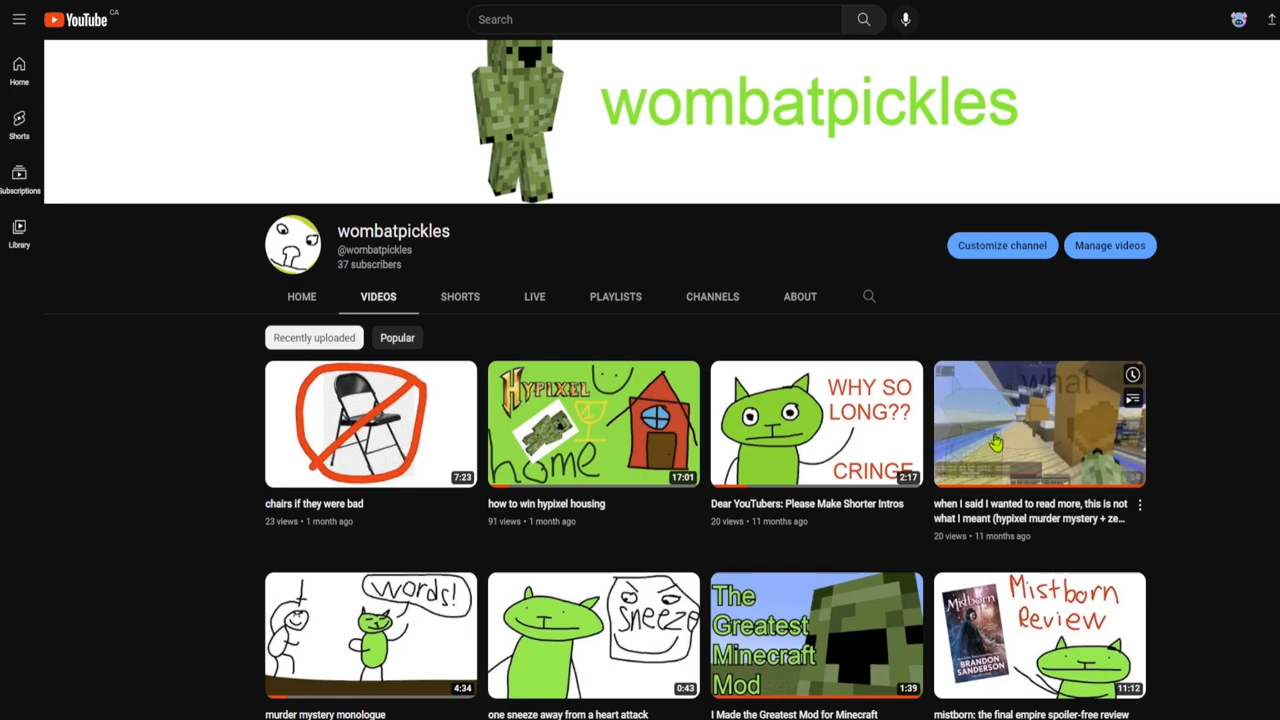 YouTube CA
Search
Home
Shorts
Subscriptions
Library
wombatpickles
wombatpickles
@wombatpickles
37 subscribers
Customize channel
Manage videos
HOME
VIDEOS
SHORTS
LIVE
PLAYLISTS
CHANNELS
ABOUT
Recently uploaded
Popular
7:23
chairs if they were bad
23 views • 1 month ago
HYPIXEL
home
17:01
how to win hypixel housing
91 views • 1 month ago
WHY SO
LONG??
CRINGE
2:17
Dear YouTubers: Please Make Shorter Intros
20 views • 11 months ago
what
when I said I wanted to read more, this is not
what I meant (hypixel murder mystery + ze...
20 views • 11 months ago
words!
4:34
murder mystery monologue
sneeze
0:43
one sneeze away from a heart attack
The
Greatest
Minecraft
Mod
1:39
I Made the Greatest Mod for Minecraft
Mistborn
Review
MISTBORN
BRANDON
SANDERSON
11:12
mistborn: the final empire spoiler-free review